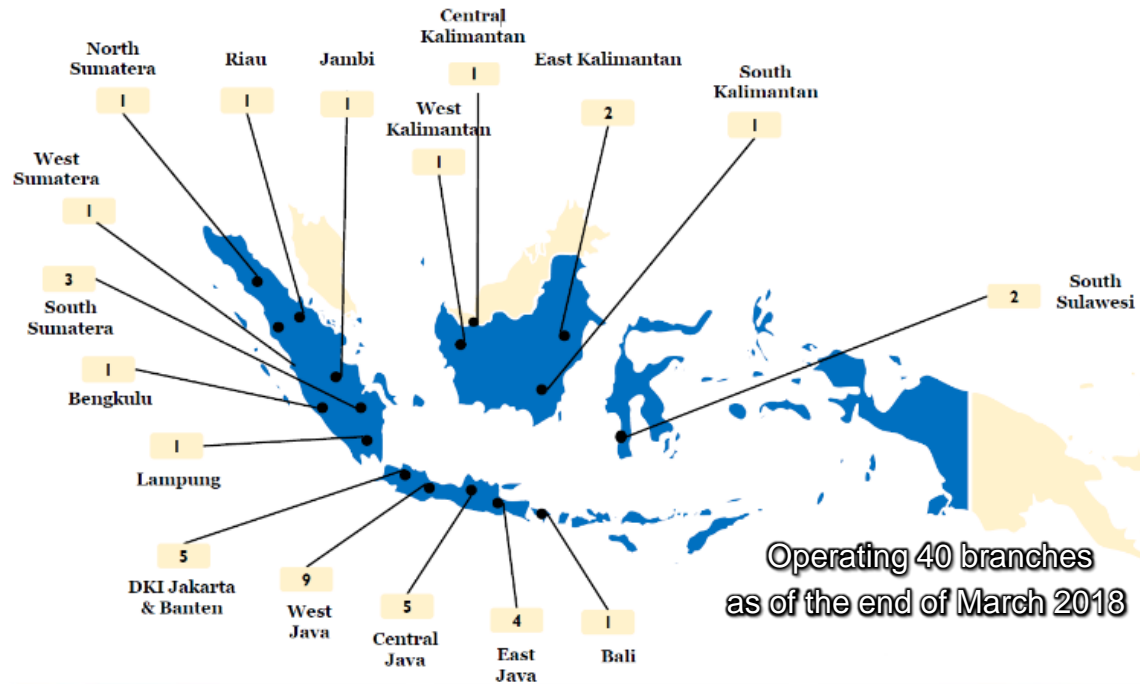 North
Sumatera
1
Riau
1
Jambi
1
Central
Kalimantan
1
West
Kalimantan
1
East Kalimantan
2
South
Kalimantan
1
West
Sumatera
1
3
South
Sumatera
1
Bengkulu
1
Lampung
2
South
Sulawesi
5
DKI Jakarta
& Banten
9
West
Java
5
Central
Java
4
East
Java
1
Bali
Operating 40 branches
as of the end of March 2018